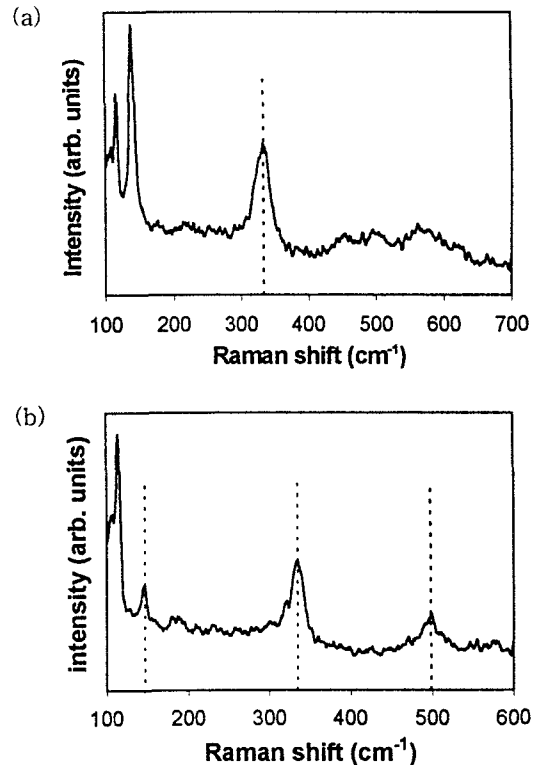 (a)
Intensity (arb. units)
100 200 300 400 500 600 700
Raman shift (cm⁻¹)
(b)
intensity (arb. units)
100 200 300 400 500 600
Raman shift (cm⁻¹)